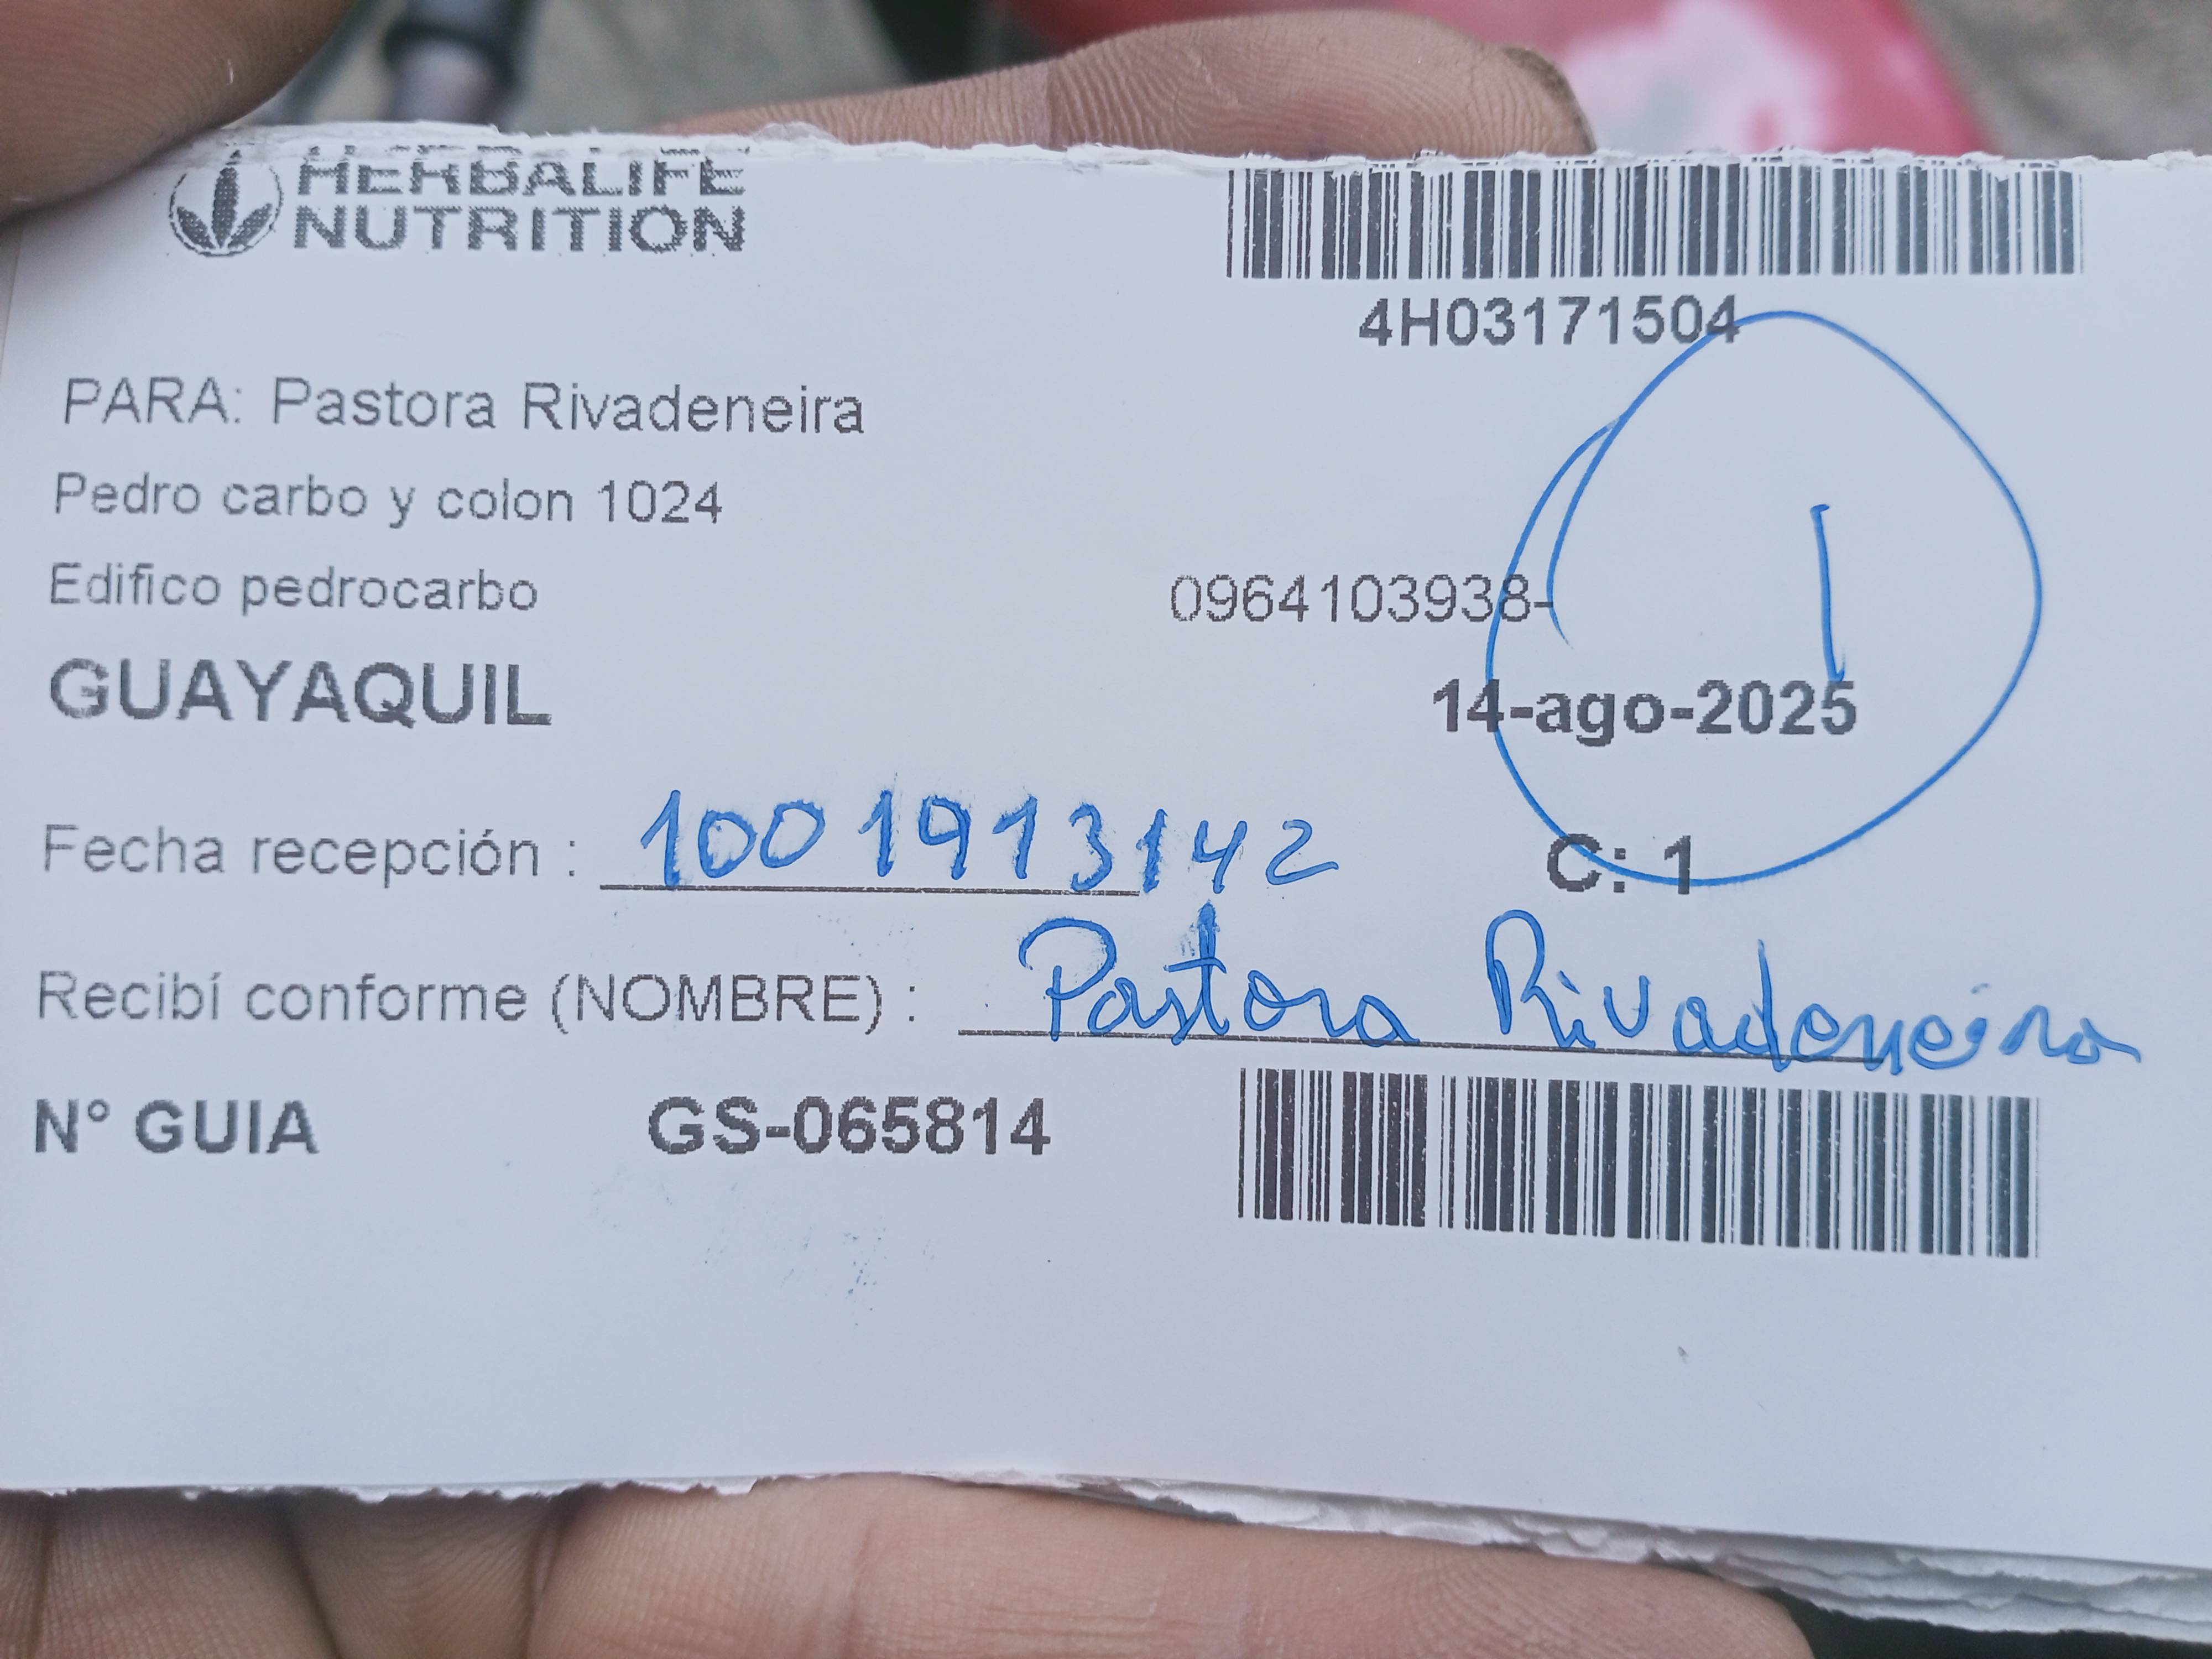 HERBALIFE
NUTRITION
4H03171504
PARA: Pastora Rivadeneira
Pedro carbo y colon 1024
Edifico pedrocarbo
0964103938-
1
GUAYAQUIL
14-ago-2025
Fecha recepción : 1001913142
C: 1
Recibí conforme (NOMBRE) : Pastora Rivadeneira
N° GUIA GS-065814